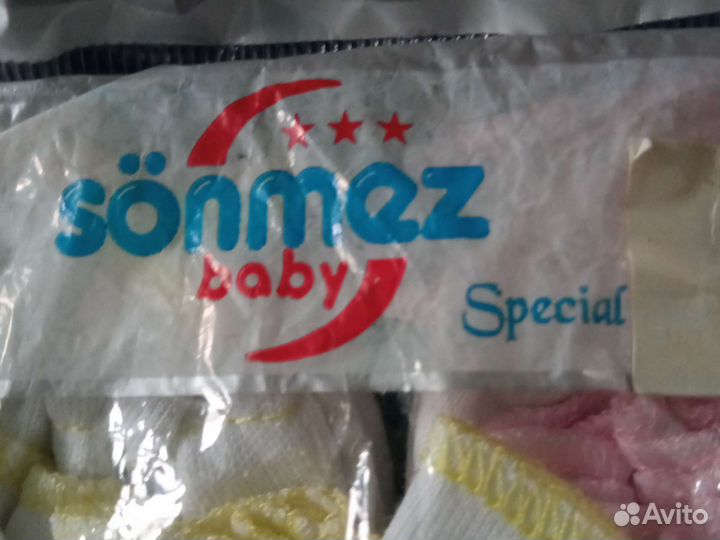 sönmez
baby
Special
Avito